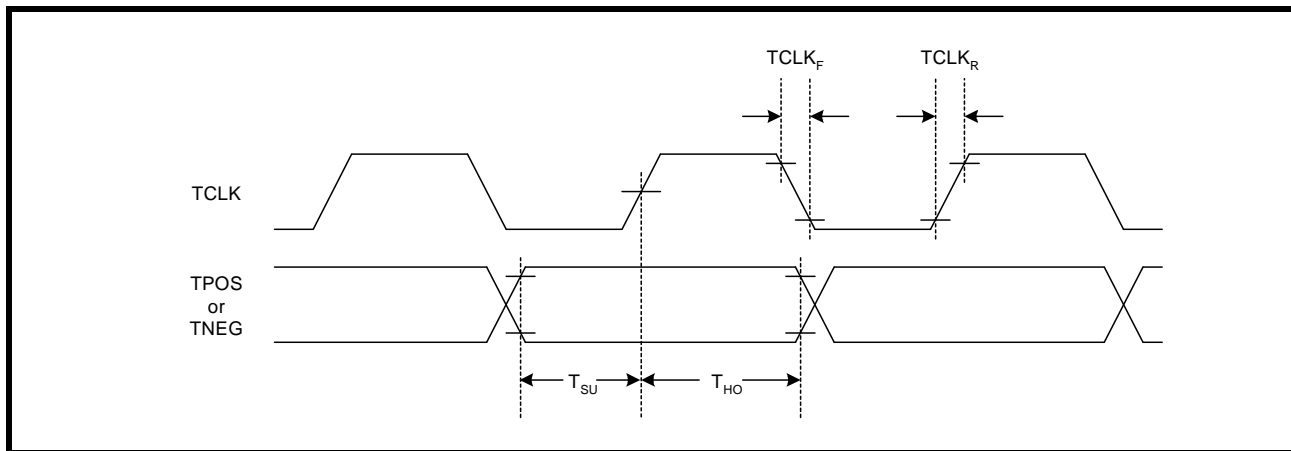 TCLKF
TCLKR
TCLK
TPOS
or
TNEG
TSU
THO